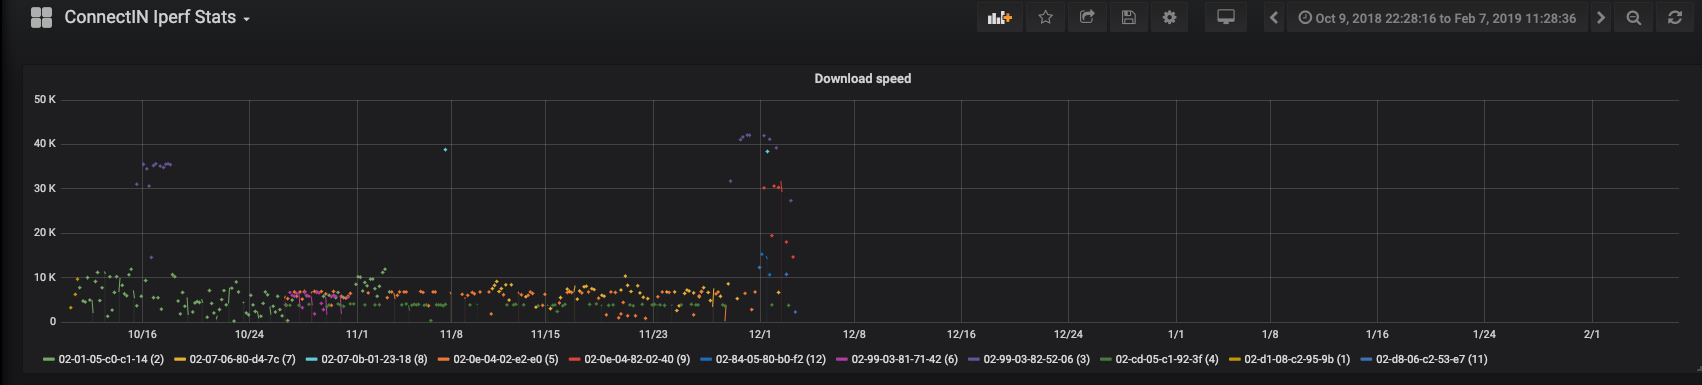 ConnectIN Iperf Stats
Oct 9, 2018 22:28:16 to Feb 7, 2019 11:28:36
Download speed
50 K
40 K
30 K
20 K
10 K
0
10/16 10/24 11/1 11/8 11/15 11/23 12/1 12/8 12/16 12/24 1/1 1/8 1/16 1/24 2/1
02-01-05-c0-c1-14 (2) 02-07-06-80-d4-7c (7) 02-07-0b-01-23-18 (8) 02-0e-04-02-e2-e0 (5) 02-0e-04-82-02-40 (9) 02-84-05-80-b0-f2 (12) 02-99-03-81-71-42 (6) 02-99-03-82-52-06 (3) 02-cd-05-c1-92-3f (4) 02-d1-08-c2-95-9b (1) 02-d8-06-c2-53-e7 (11)